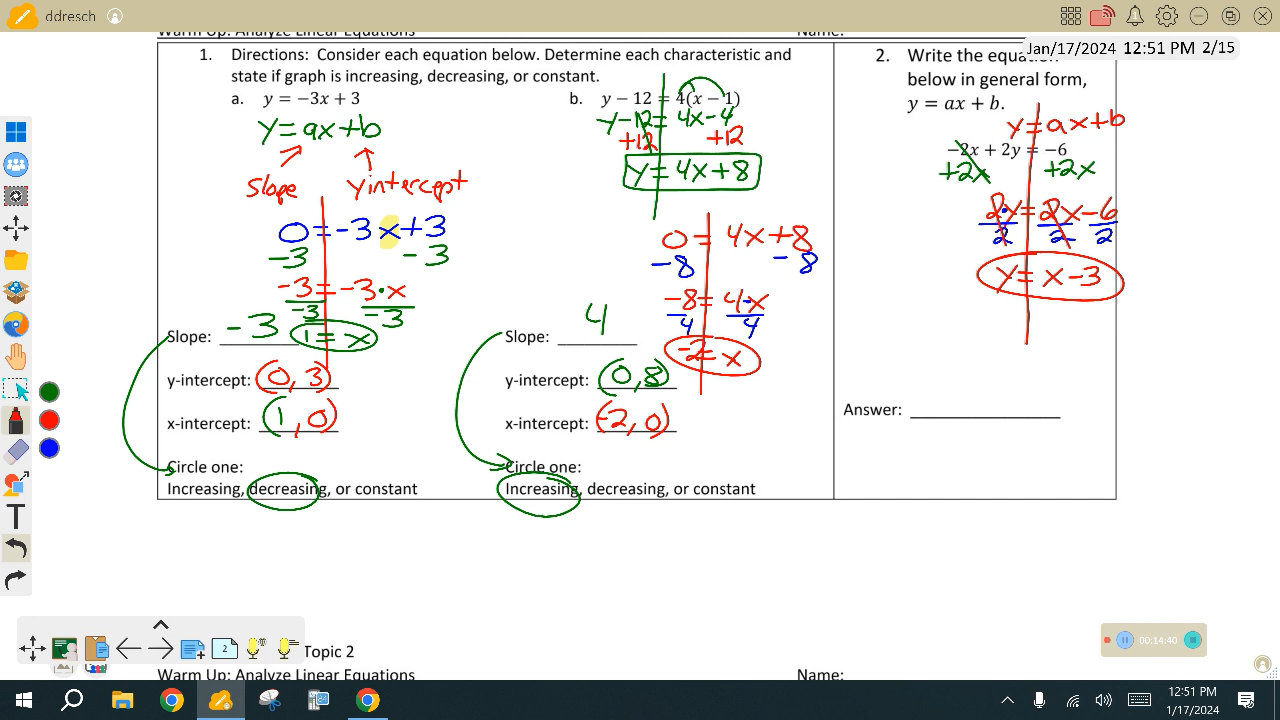 ddresch
Warm Up: Analyze Linear Equations
Name:
Jan/17/2024 12:51 PM 2/15
1. Directions: Consider each equation below. Determine each characteristic and
state if graph is increasing, decreasing, or constant.
a. y = −3x + 3
y = ax + b
slope
y intercept
0 = -3x + 3
-3 -3
-3 = -3·x
-3 -3
1 = x
Slope: -3
y-intercept: (0, 3)
x-intercept: (1, 0)
Circle one:
Increasing, decreasing, or constant
b. y − 12 = 4(x − 1)
y - 12 = 4x - 4
+12 +12
y = 4x + 8
0 = 4x + 8
-8 -8
-8 = 4·x
4 4
-2 = x
Slope: 4
y-intercept: (0, 8)
x-intercept: (-2, 0)
Circle one:
Increasing, decreasing, or constant
2. Write the equation
below in general form,
y = ax + b.
y = ax + b
−2x + 2y = −6
+2x +2x
2·y = 2x - 6
2 2 2
y = x - 3
Answer:
2
00:14:40
Topic 2
Warm Up: Analyze Linear Equations
Name:
12:51 PM
1/17/2024